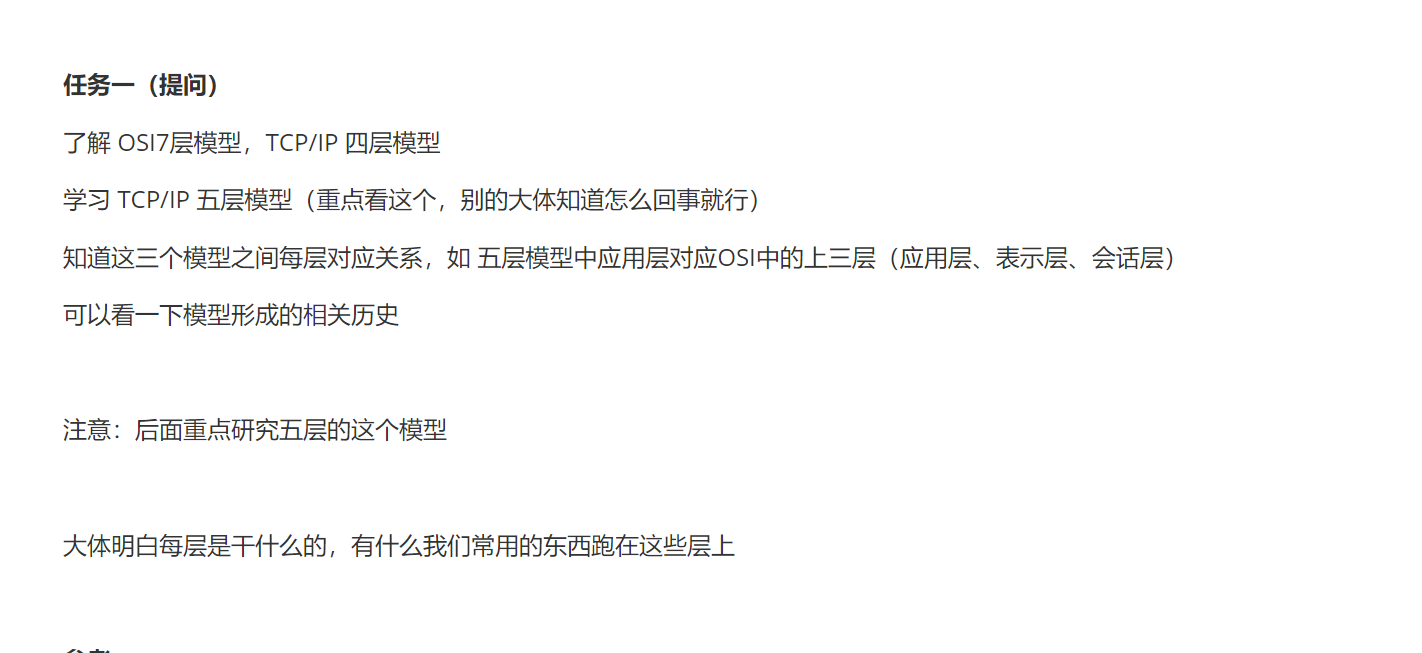 任务一（提问）
了解 OSI7层模型，TCP/IP 四层模型
学习 TCP/IP 五层模型（重点看这个，别的大体知道怎么回事就行）
知道这三个模型之间每层对应关系，如 五层模型中应用层对应OSI中的上三层（应用层、表示层、会话层）
可以看一下模型形成的相关历史
注意：后面重点研究五层的这个模型
大体明白每层是干什么的，有什么我们常用的东西跑在这些层上